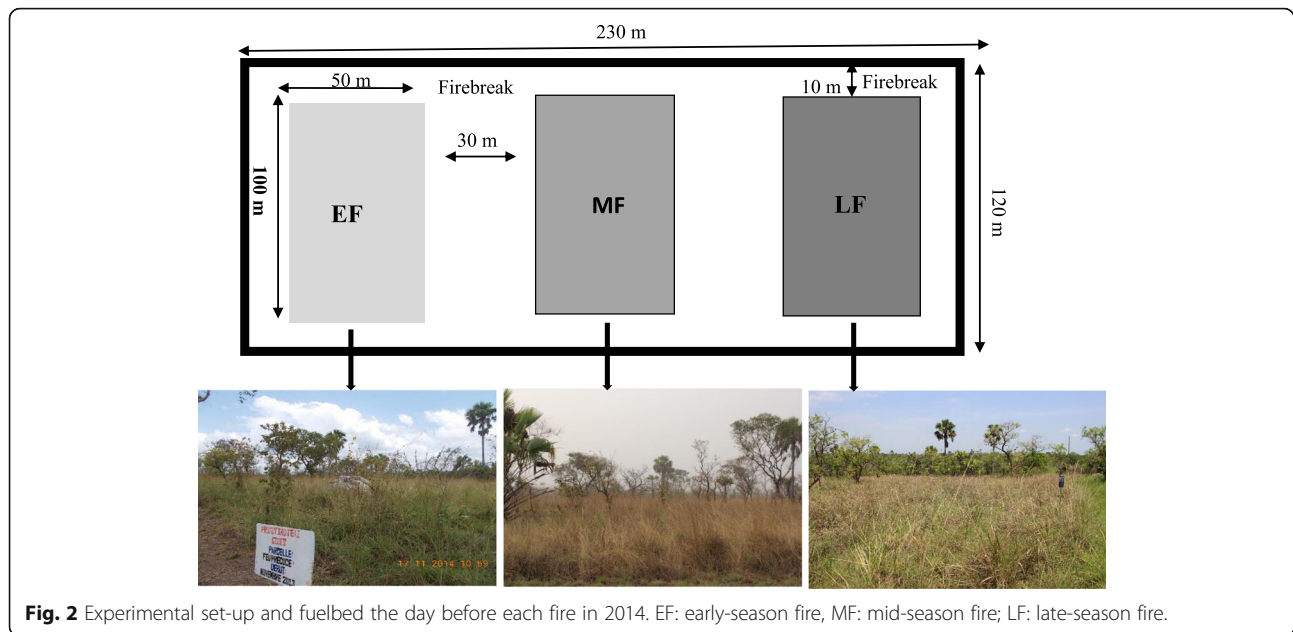 230 m
50 m
Firebreak
10 m
Firebreak
30 m
100 m
EF
MF
LF
120 m
PARCELLE
17 11 2014 10 59
Fig. 2 Experimental set-up and fuelbed the day before each fire in 2014. EF: early-season fire, MF: mid-season fire; LF: late-season fire.